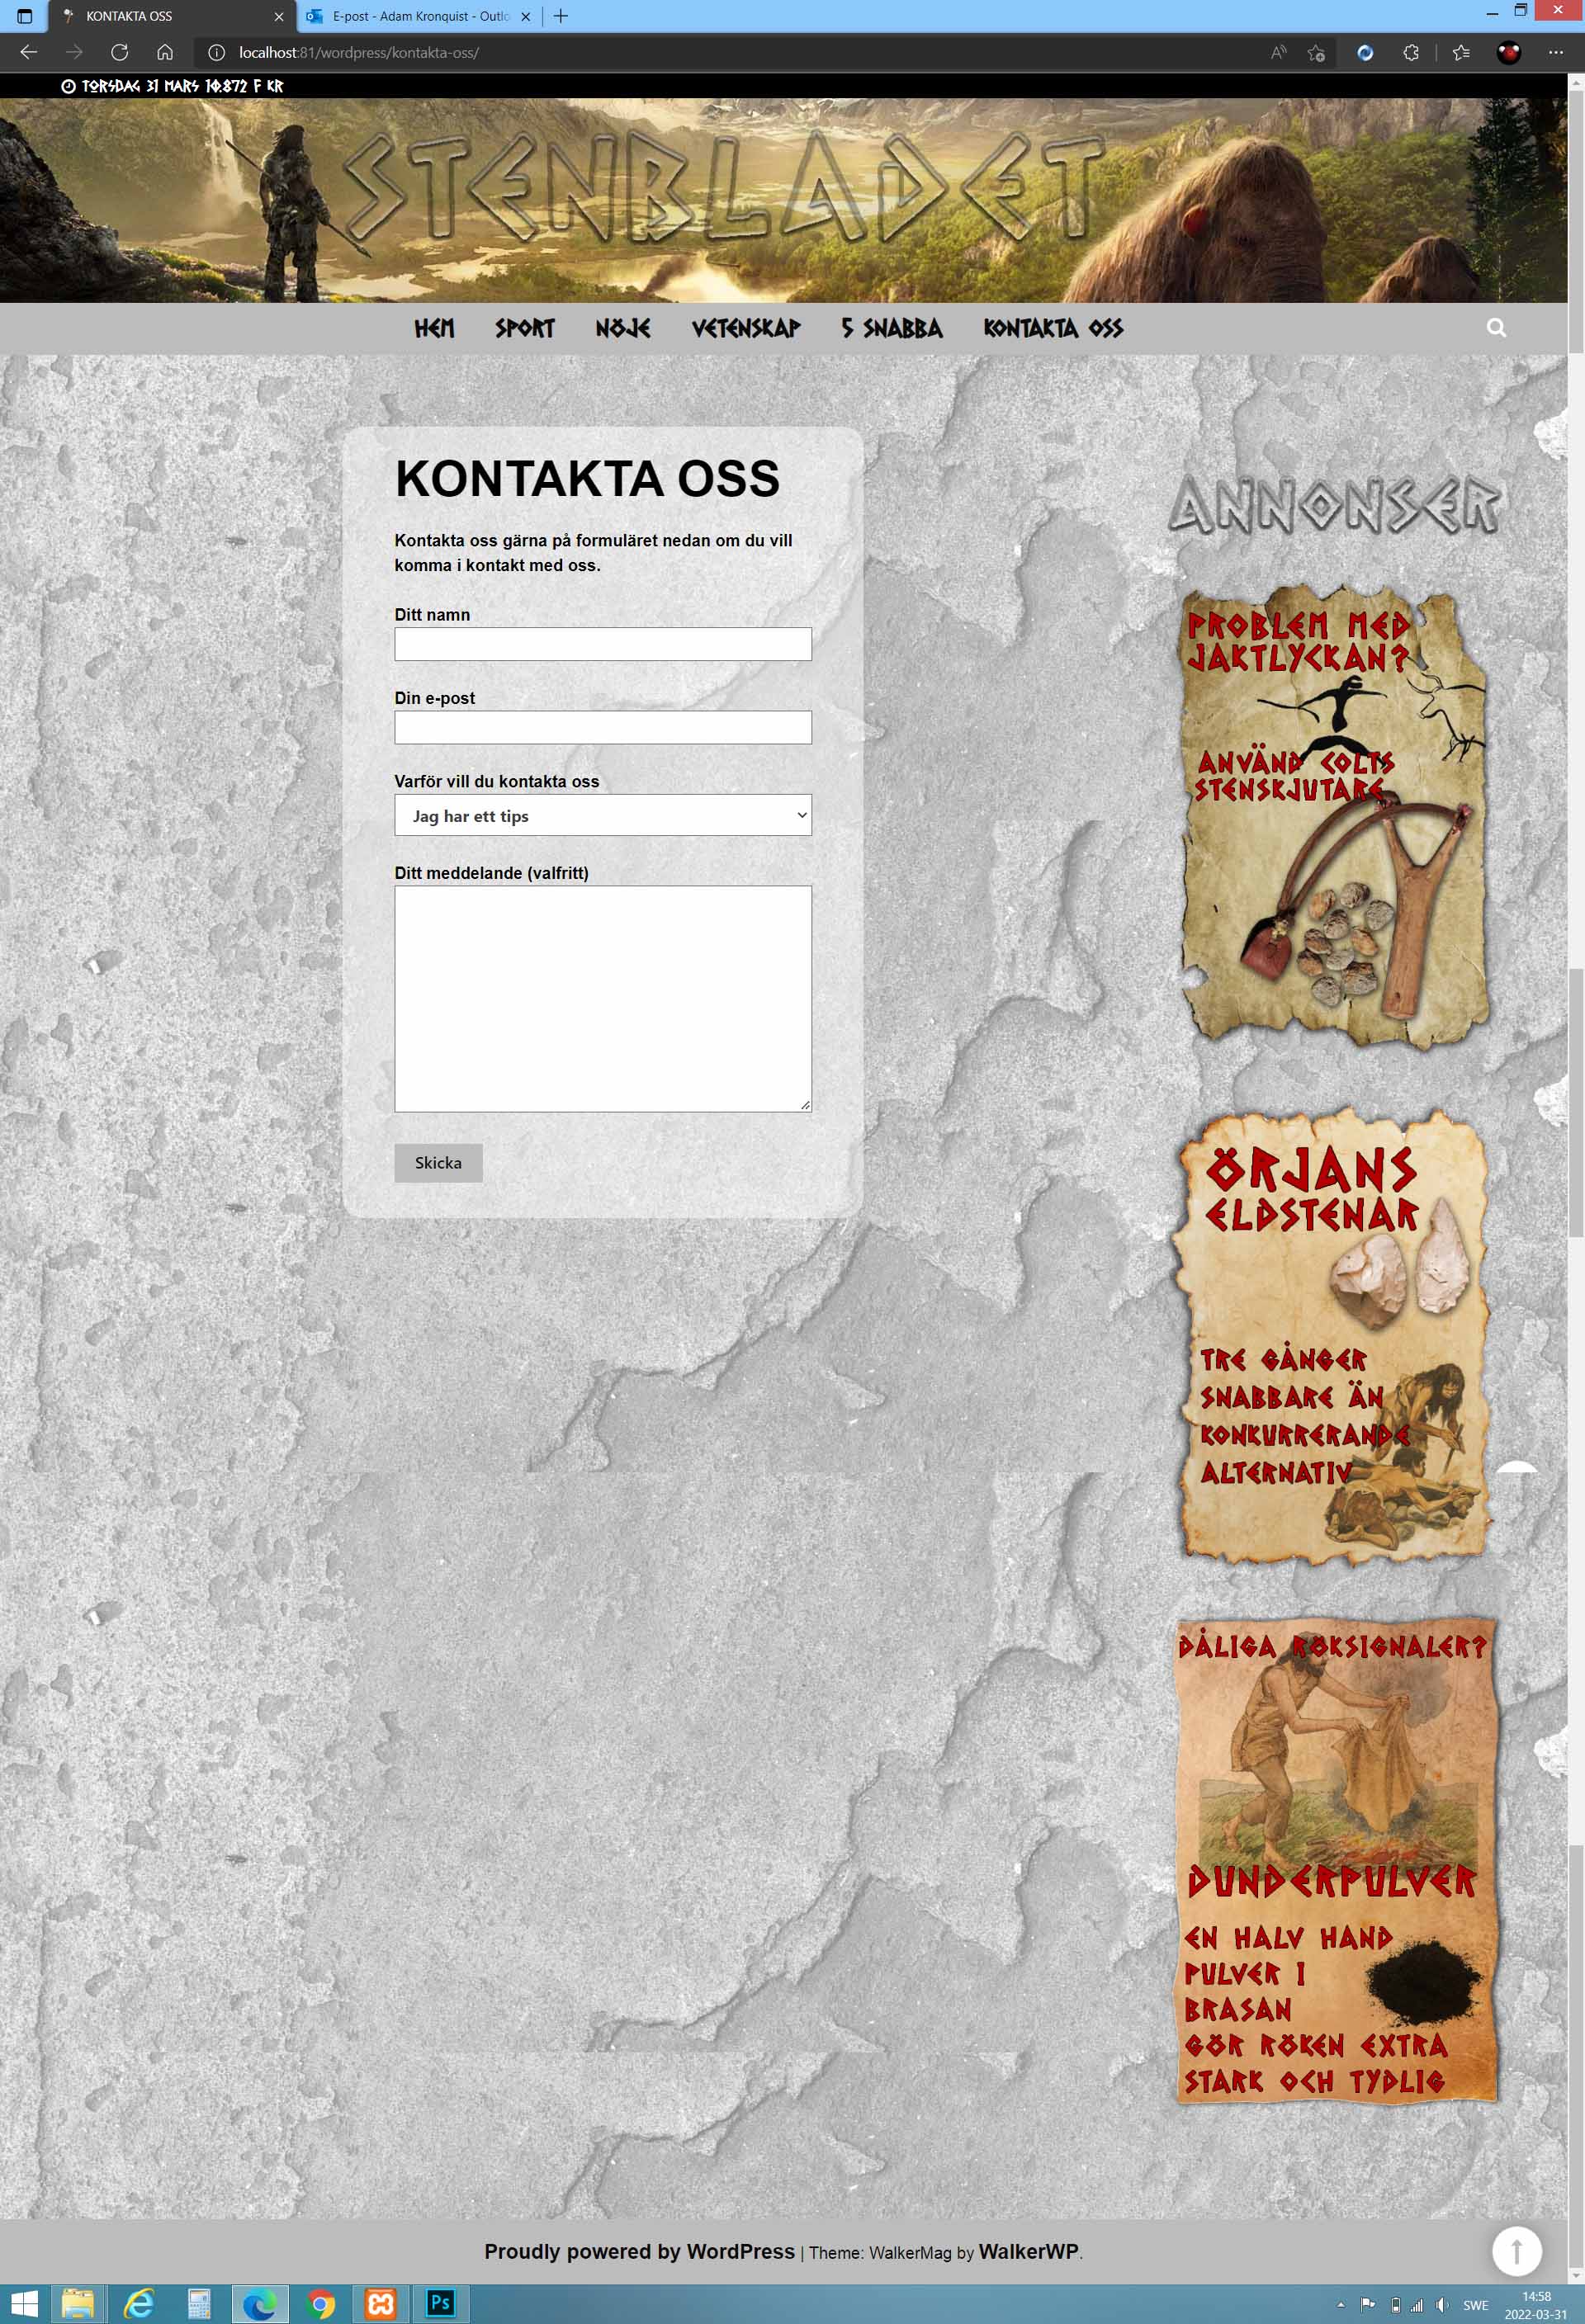 KONTAKTA OSS
E-post - Adam Kronquist - Outlo
localhost:81/wordpress/kontakta-oss/
TORSDAG 31 MARS 10.872 F KR
STENBLADET
HEM SPORT NÖJE VETENSKAP 5 SNABBA KONTAKTA OSS
KONTAKTA OSS
Kontakta oss gärna på formuläret nedan om du vill
komma i kontakt med oss.
Ditt namn
Din e-post
Varför vill du kontakta oss
Jag har ett tips
Ditt meddelande (valfritt)
Skicka
ANNONSER
PROBLEM MED
JAKTLYCKAN?
ANVÄND COLTS
STENSKJUTARE
ÖRJANS
ELDSTENAR
TRE GÅNGER
SNABBARE ÄN
KONKURRERANDE
ALTERNATIV
DÅLIGA RÖKSIGNALER?
DUNDERPULVER
EN HALV HAND
PULVER I
BRASAN
GÖR RÖKEN EXTRA
STARK OCH TYDLIG
Proudly powered by WordPress | Theme: WalkerMag by WalkerWP.
Ps
SWE
14:58
2022-03-31